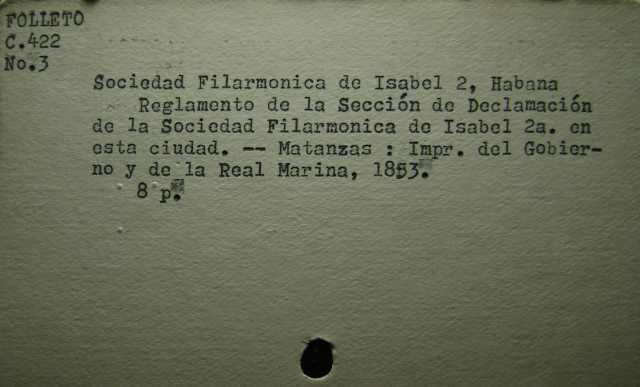 FOLLETO
C.422
No.3
Sociedad Filarmonica de Isabel 2, Habana
Reglamento de la Sección de Declamación
de la Sociedad Filarmonica de Isabel 2a. en
esta ciudad. -- Matanzas : Impr. del Gobier-
no y de la Real Marina, 1853.
8 p.